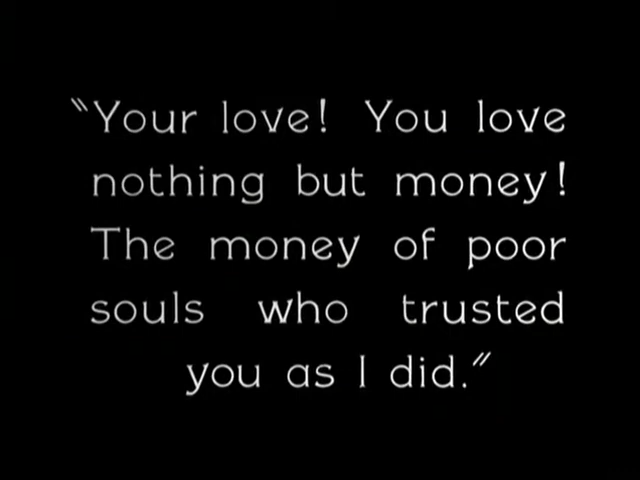 “Your love! You love
nothing but money!
The money of poor
souls who trusted
you as I did.”